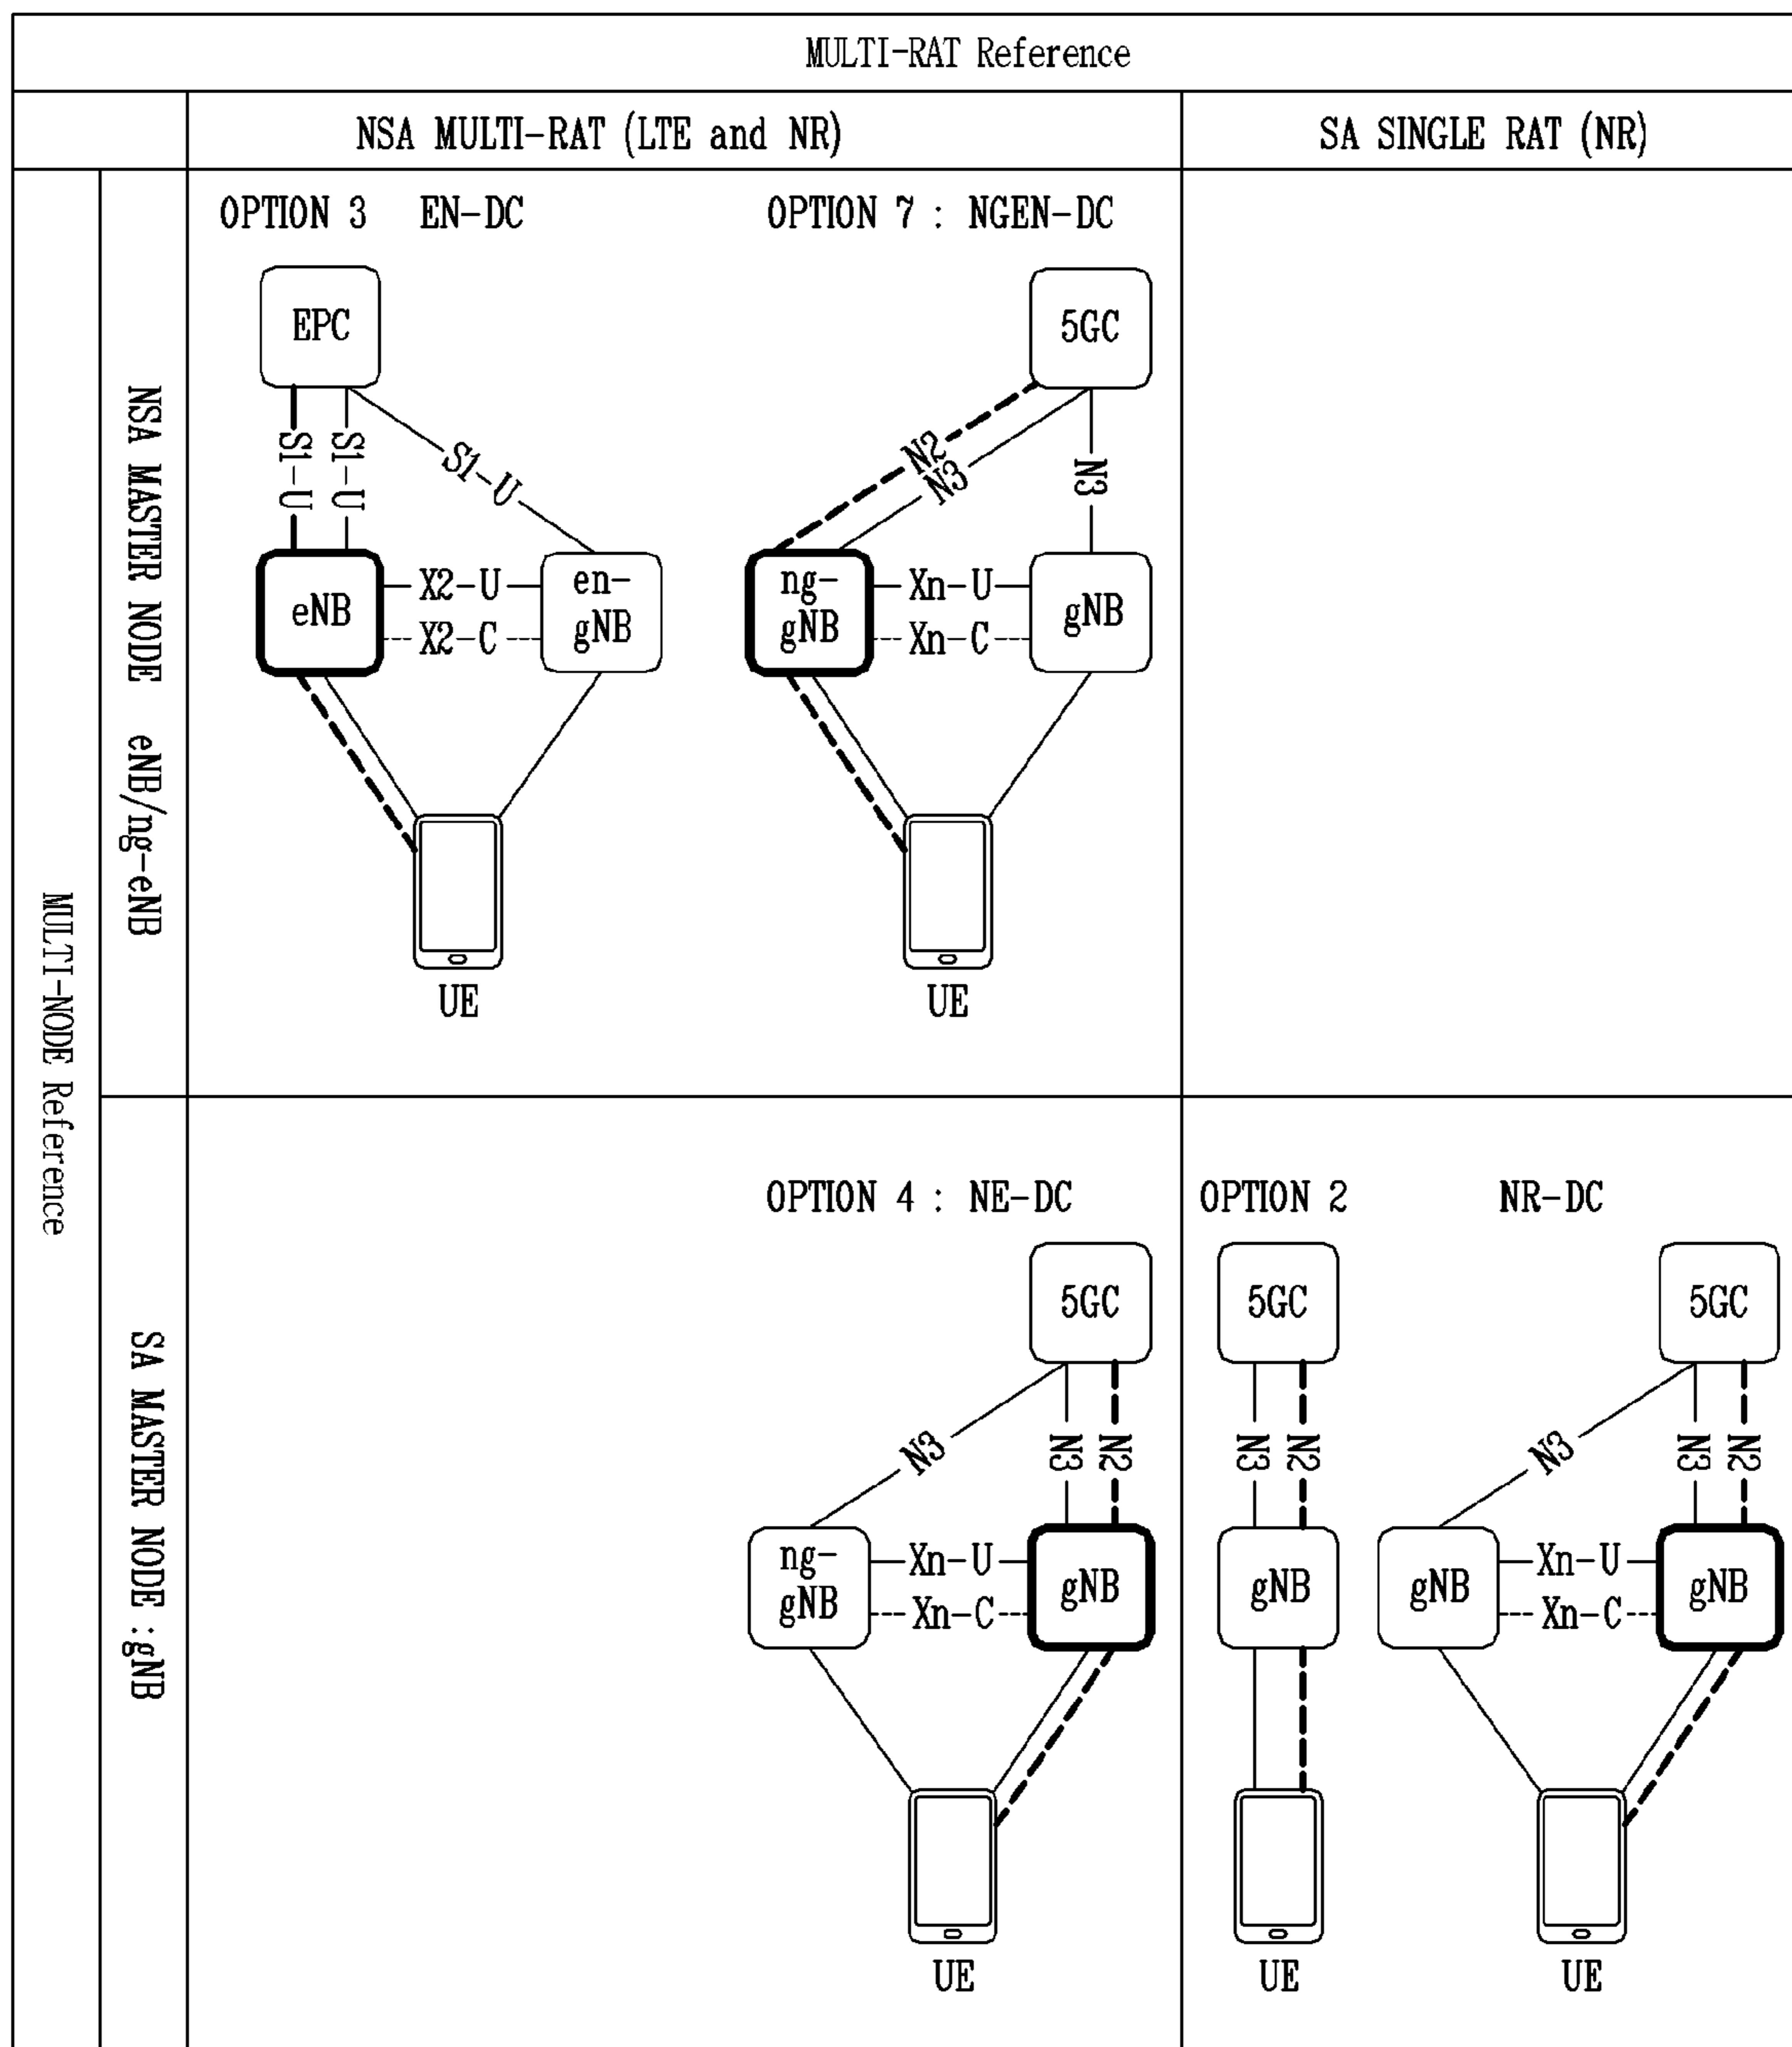 MULTI-RAT Reference
NSA MULTI-RAT (LTE and NR)
SA SINGLE RAT (NR)
MULTI-NODE Reference
NSA MASTER NODE eNB/ng-eNB
OPTION 3 EN-DC
EPC
S1-U
S1-U
S1-U
eNB
X2-U
X2-C
en-
gNB
UE
OPTION 7 : NGEN-DC
5GC
N2
N3
N3
ng-
gNB
Xn-U
Xn-C
gNB
UE
SA MASTER NODE :gNB
OPTION 4 : NE-DC
5GC
N3
N3
N2
ng-
gNB
Xn-U
Xn-C
gNB
UE
OPTION 2
5GC
N3
N2
gNB
UE
NR-DC
5GC
N3
N3
N2
gNB
Xn-U
Xn-C
gNB
UE